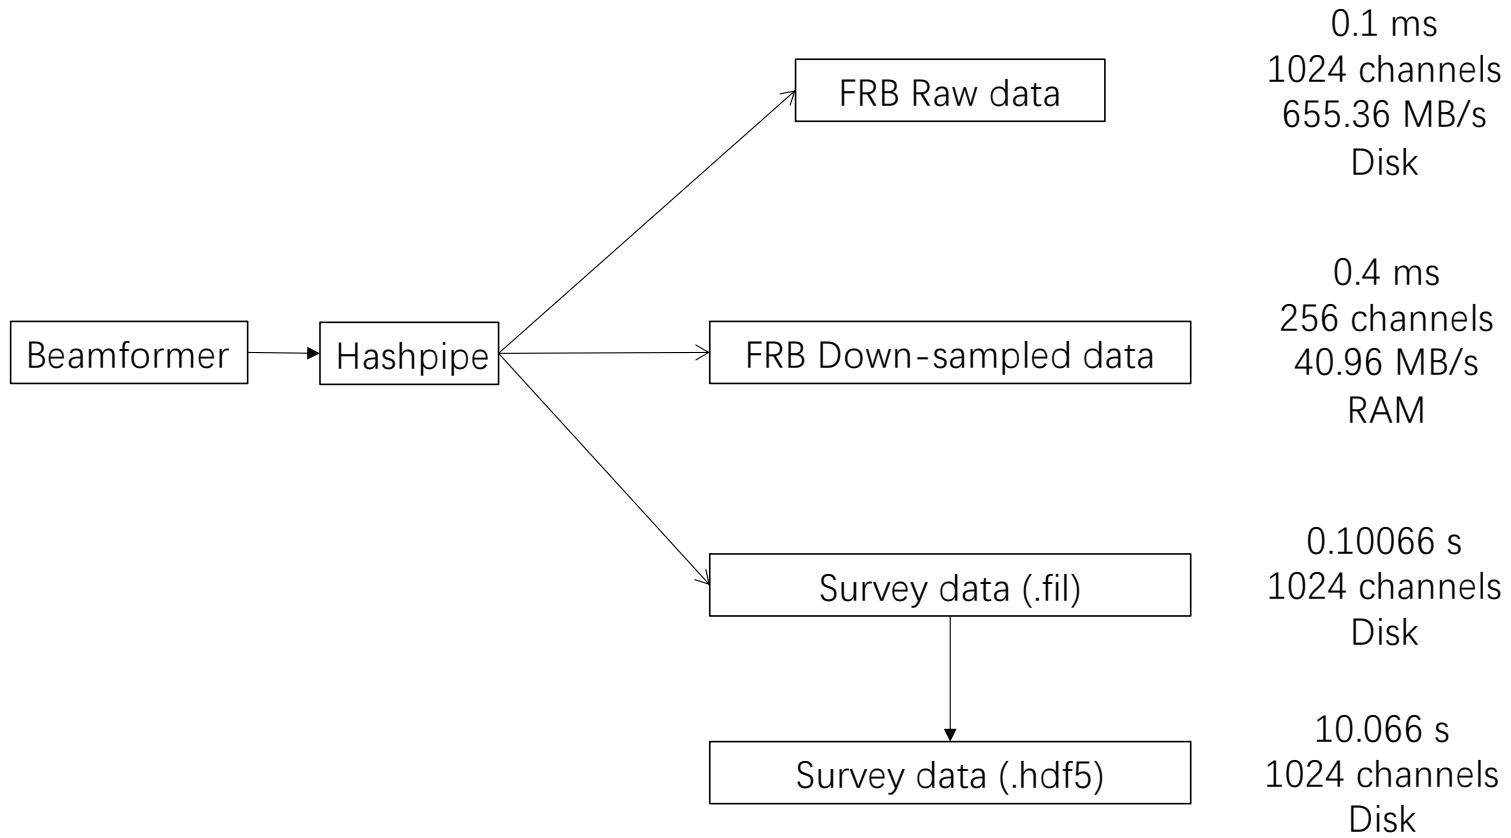 0.1 ms
1024 channels
FRB Raw data
655.36 MB/s
Disk
0.4 ms
256 channels
Beamformer
Hashpipe
FRB Down-sampled data
40.96 MB/s
RAM
0.10066 s
Survey data (.fil)
1024 channels
Disk
10.066 s
Survey data (.hdf5)
1024 channels
Disk